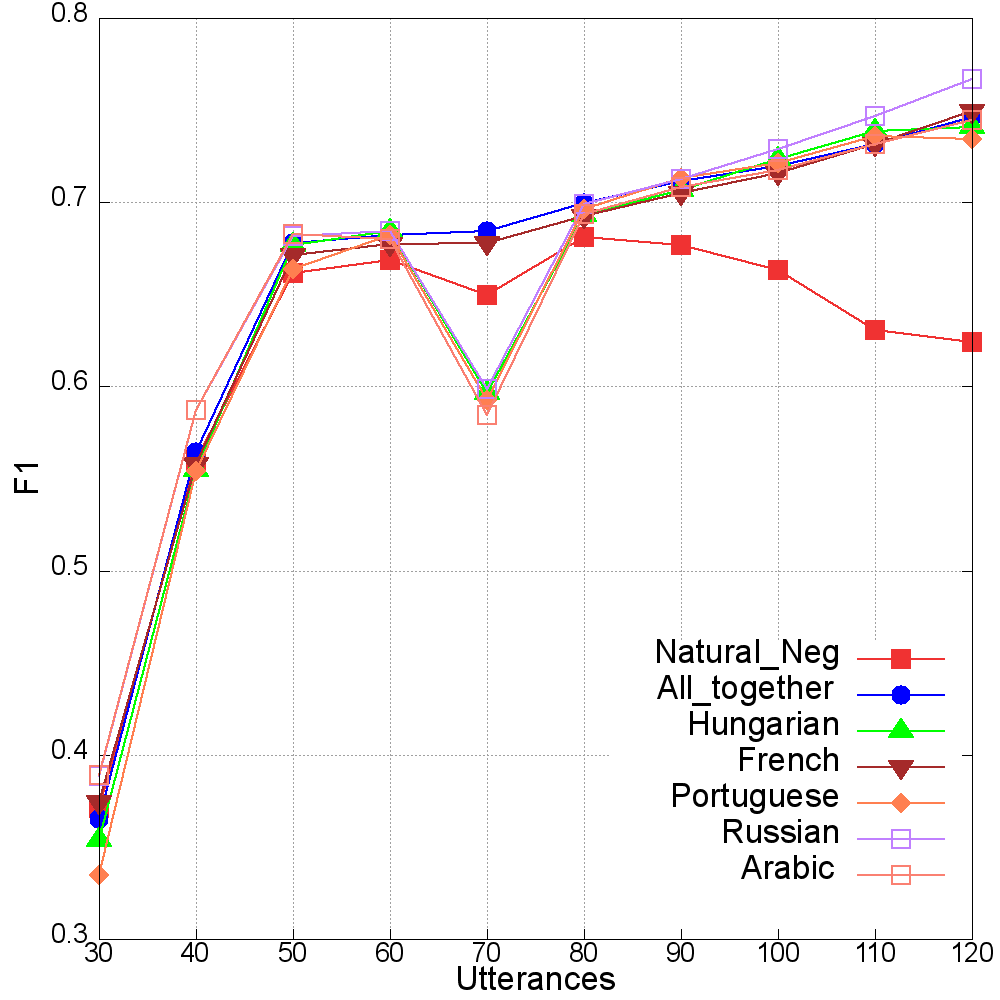 0.8
0.7
0.6
0.5
0.4
0.3
F1
30 40 50 60 70 80 90 100 110 120
Utterances
Natural_Neg
All_together
Hungarian
French
Portuguese
Russian
Arabic